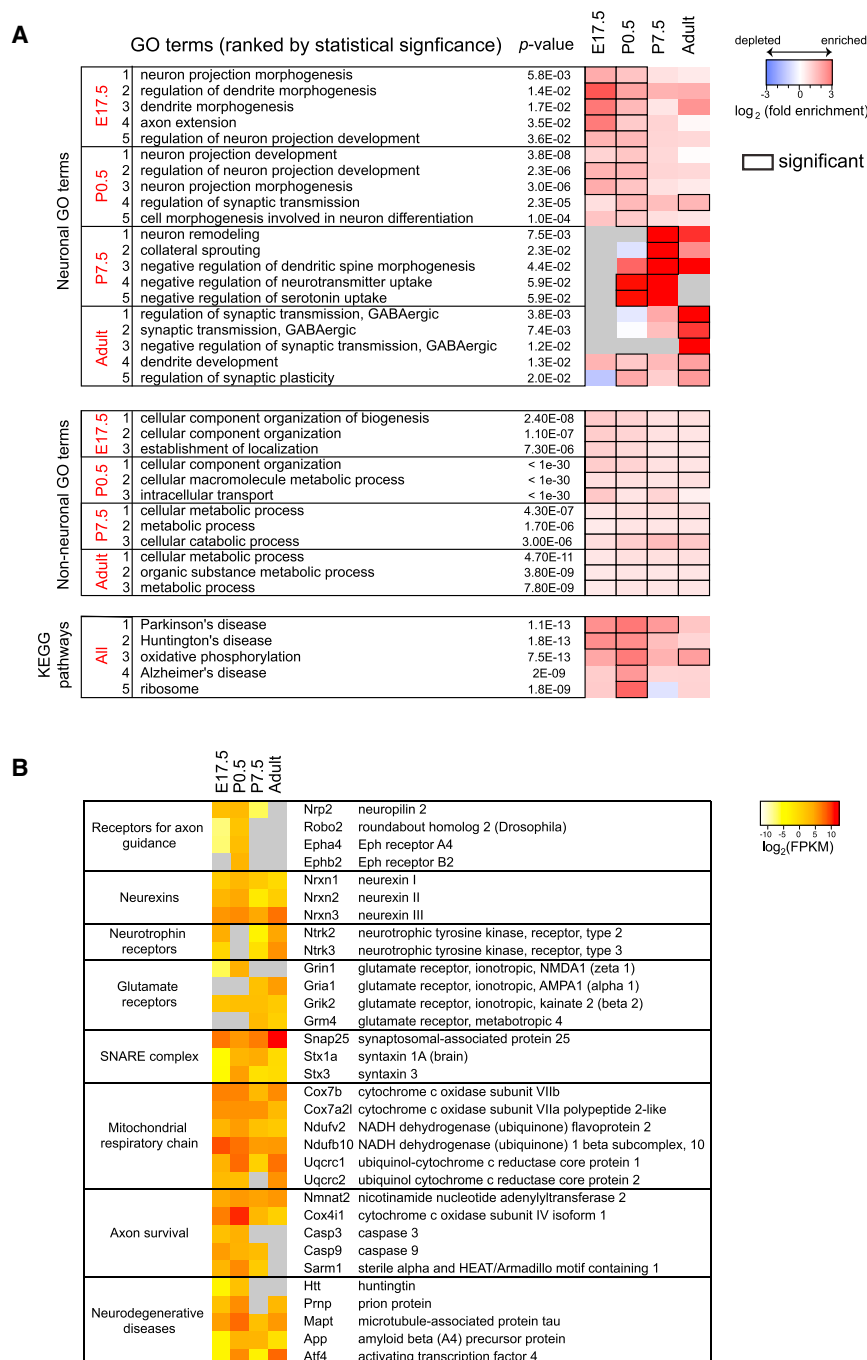 A
GO terms (ranked by statistical signficance) p-value E17.5 P0.5 P7.5 Adult
depleted enriched
-3 0 3
log2 (fold enrichment)
significant
Neuronal GO terms
E17.5
1 neuron projection morphogenesis 5.8E-03
2 regulation of dendrite morphogenesis 1.4E-02
3 dendrite morphogenesis 1.7E-02
4 axon extension 3.5E-02
5 regulation of neuron projection development 3.6E-02
P0.5
1 neuron projection development 3.8E-08
2 regulation of neuron projection development 2.3E-06
3 neuron projection morphogenesis 3.0E-06
4 regulation of synaptic transmission 2.3E-05
5 cell morphogenesis involved in neuron differentiation 1.0E-04
P7.5
1 neuron remodeling 7.5E-03
2 collateral sprouting 2.3E-02
3 negative regulation of dendritic spine morphogenesis 4.4E-02
4 negative regulation of neurotransmitter uptake 5.9E-02
5 negative regulation of serotonin uptake 5.9E-02
Adult
1 regulation of synaptic transmission, GABAergic 3.8E-03
2 synaptic transmission, GABAergic 7.4E-03
3 negative regulation of synaptic transmission, GABAergic 1.2E-02
4 dendrite development 1.3E-02
5 regulation of synaptic plasticity 2.0E-02
Non-neuronal GO terms
E17.5
1 cellular component organization of biogenesis 2.40E-08
2 cellular component organization 1.10E-07
3 establishment of localization 7.30E-06
P0.5
1 cellular component organization < 1e-30
2 cellular macromolecule metabolic process < 1e-30
3 intracellular transport < 1e-30
P7.5
1 cellular metabolic process 4.30E-07
2 metabolic process 1.70E-06
3 cellular catabolic process 3.00E-06
Adult
1 cellular metabolic process 4.70E-11
2 organic substance metabolic process 3.80E-09
3 metabolic process 7.80E-09
KEGG pathways
All
1 Parkinson's disease 1.1E-13
2 Huntington's disease 1.8E-13
3 oxidative phosphorylation 7.5E-13
4 Alzheimer's disease 2E-09
5 ribosome 1.8E-09
B
E17.5 P0.5 P7.5 Adult
-10 -5 0 5 10
log2(FPKM)
Receptors for axon guidance
Nrp2 neuropilin 2
Robo2 roundabout homolog 2 (Drosophila)
Epha4 Eph receptor A4
Ephb2 Eph receptor B2
Neurexins
Nrxn1 neurexin I
Nrxn2 neurexin II
Nrxn3 neurexin III
Neurotrophin receptors
Ntrk2 neurotrophic tyrosine kinase, receptor, type 2
Ntrk3 neurotrophic tyrosine kinase, receptor, type 3
Glutamate receptors
Grin1 glutamate receptor, ionotropic, NMDA1 (zeta 1)
Gria1 glutamate receptor, ionotropic, AMPA1 (alpha 1)
Grik2 glutamate receptor, ionotropic, kainate 2 (beta 2)
Grm4 glutamate receptor, metabotropic 4
SNARE complex
Snap25 synaptosomal-associated protein 25
Stx1a syntaxin 1A (brain)
Stx3 syntaxin 3
Mitochondrial respiratory chain
Cox7b cytochrome c oxidase subunit VIIb
Cox7a2l cytochrome c oxidase subunit VIIa polypeptide 2-like
Ndufv2 NADH dehydrogenase (ubiquinone) flavoprotein 2
Ndufb10 NADH dehydrogenase (ubiquinone) 1 beta subcomplex, 10
Uqcrc1 ubiquinol-cytochrome c reductase core protein 1
Uqcrc2 ubiquinol cytochrome c reductase core protein 2
Axon survival
Nmnat2 nicotinamide nucleotide adenylyltransferase 2
Cox4i1 cytochrome c oxidase subunit IV isoform 1
Casp3 caspase 3
Casp9 caspase 9
Sarm1 sterile alpha and HEAT/Armadillo motif containing 1
Neurodegenerative diseases
Htt huntingtin
Prnp prion protein
Mapt microtubule-associated protein tau
App amyloid beta (A4) precursor protein
Atf4 activating transcription factor 4